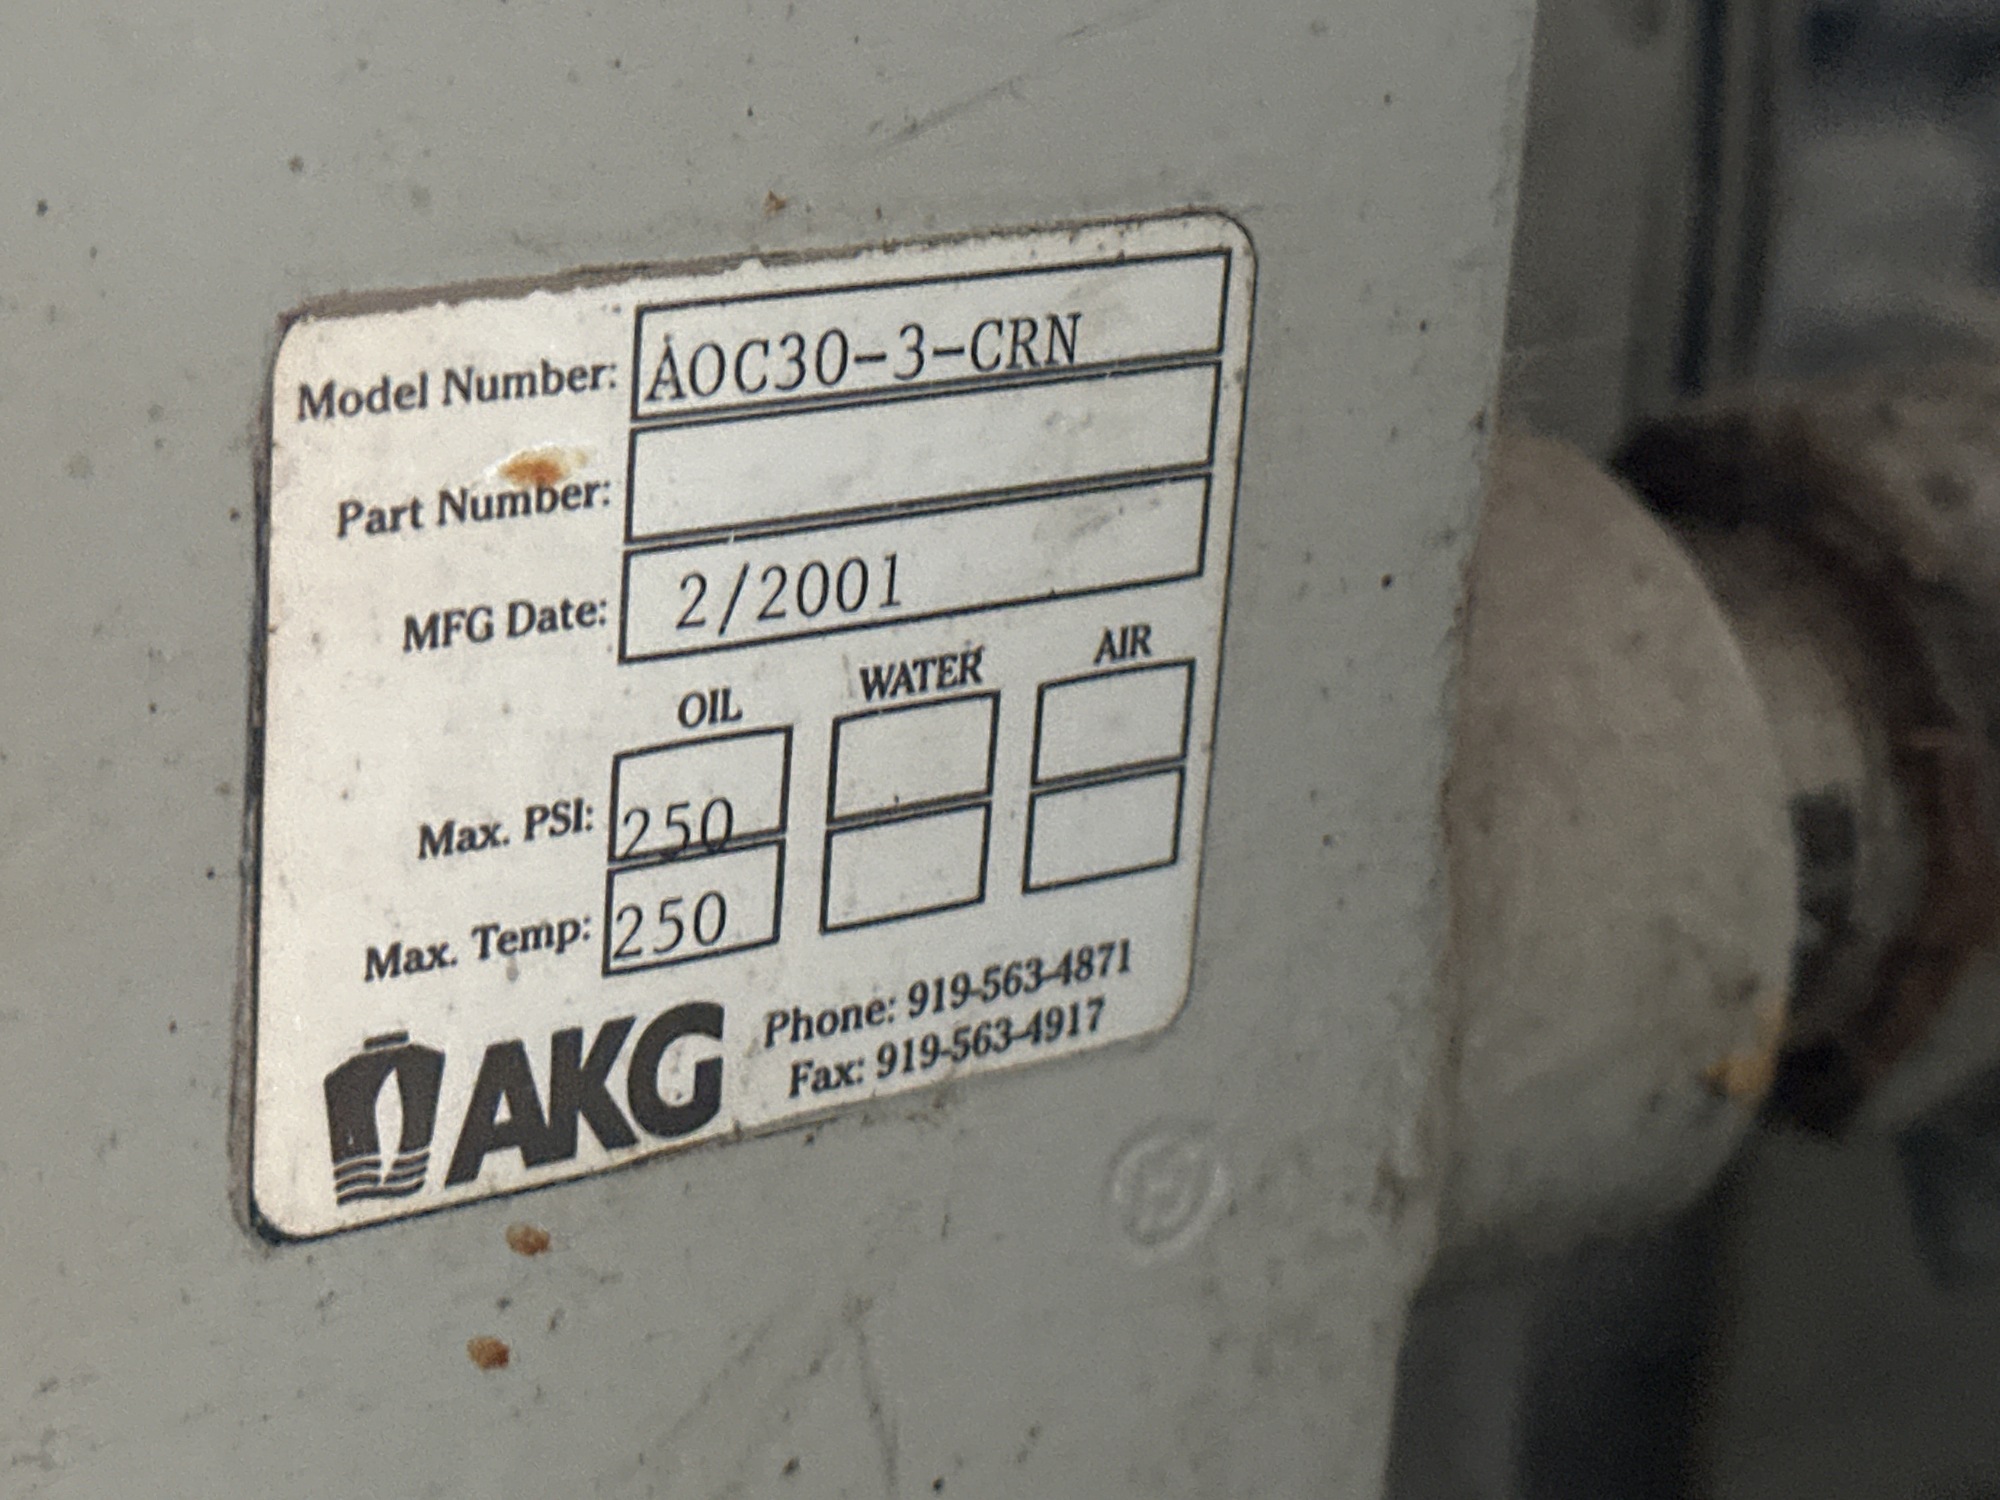 Model Number: AOC30-3-CRN
Part Number:
MFG Date: 2/2001
OIL WATER AIR
Max. PSI: 250
Max. Temp: 250
AKG
Phone: 919-563-4871
Fax: 919-563-4917
H